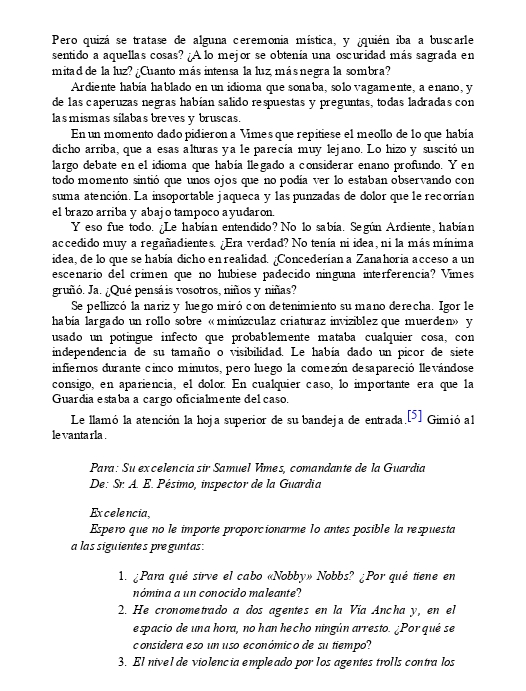 Pero quizá se tratase de alguna ceremonia mística, y ¿quién iba a buscarle
sentido a aquellas cosas? ¿A lo mejor se obtenía una oscuridad más sagrada en
mitad de la luz? ¿Cuanto más intensa la luz, más negra la sombra?
Ardiente había hablado en un idioma que sonaba, solo vagamente, a enano, y
de las caperuzas negras habían salido respuestas y preguntas, todas ladradas con
las mismas sílabas breves y bruscas.
En un momento dado pidieron a Vimes que repitiese el meollo de lo que había
dicho arriba, que a esas alturas ya le parecía muy lejano. Lo hizo y suscitó un
largo debate en el idioma que había llegado a considerar enano profundo. Y en
todo momento sintió que unos ojos que no podía ver lo estaban observando con
suma atención. La insoportable jaqueca y las punzadas de dolor que le recorrían
el brazo arriba y abajo tampoco ayudaron.
Y eso fue todo. ¿Le habían entendido? No lo sabía. Según Ardiente, habían
accedido muy a regañadientes. ¿Era verdad? No tenía ni idea, ni la más mínima
idea, de lo que se había dicho en realidad. ¿Concederían a Zanahoria acceso a un
escenario del crimen que no hubiese padecido ninguna interferencia? Vimes
gruñó. Ja. ¿Qué pensáis vosotros, niños y niñas?
Se pellizcó la nariz y luego miró con detenimiento su mano derecha. Igor le
había largado un rollo sobre «minúzculaz criaturaz inviziblez que muerden» y
usado un potingue infecto que probablemente mataba cualquier cosa, con
independencia de su tamaño o visibilidad. Le había dado un picor de siete
infiernos durante cinco minutos, pero luego la comezón desapareció llevándose
consigo, en apariencia, el dolor. En cualquier caso, lo importante era que la
Guardia estaba a cargo oficialmente del caso.
Le llamó la atención la hoja superior de su bandeja de entrada.[5] Gimió al
levantarla.
Para: Su excelencia sir Samuel Vimes, comandante de la Guardia
De: Sr. A. E. Pésimo, inspector de la Guardia
Excelencia,
Espero que no le importe proporcionarme lo antes posible la respuesta
a las siguientes preguntas:
1. ¿Para qué sirve el cabo «Nobby» Nobbs? ¿Por qué tiene en
nómina a un conocido maleante?
2. He cronometrado a dos agentes en la Vía Ancha y, en el
espacio de una hora, no han hecho ningún arresto. ¿Por qué se
considera eso un uso económico de su tiempo?
3. El nivel de violencia empleado por los agentes trolls contra los